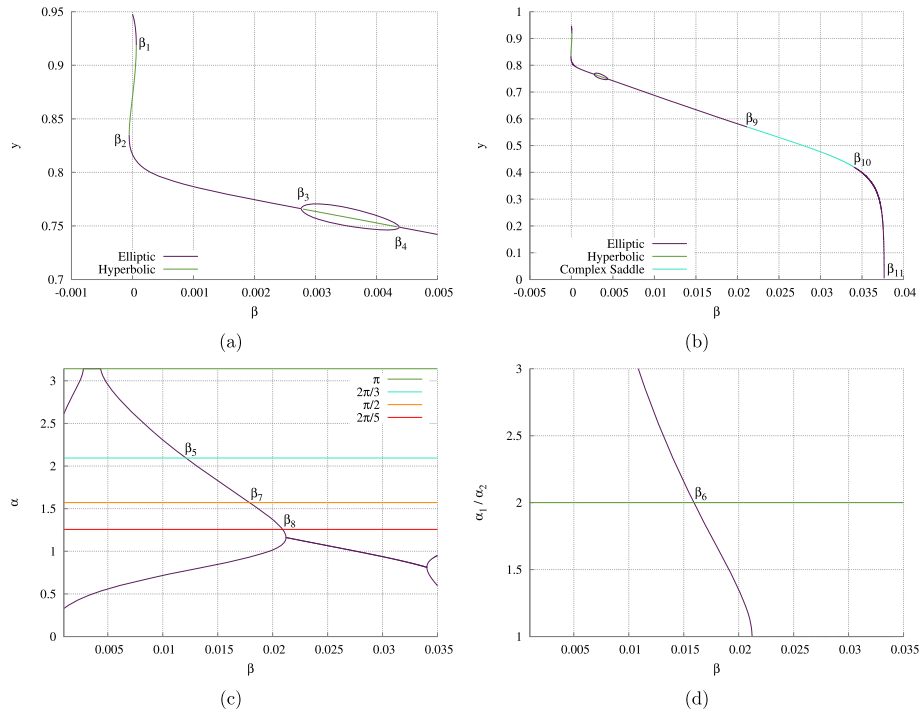 0.95
0.9
0.85
0.8
0.75
0.7
y
β1
β2
β3
β4
Elliptic
Hyperbolic
-0.001 0 0.001 0.002 0.003 0.004 0.005
β
(a)
1
0.9
0.8
0.7
0.6
0.5
0.4
0.3
0.2
0.1
0
y
β9
β10
β11
Elliptic
Hyperbolic
Complex Saddle
-0.005 0 0.005 0.01 0.015 0.02 0.025 0.03 0.035 0.04
β
(b)
3
2.5
2
1.5
1
0.5
0
α
π
2π/3
π/2
2π/5
β5
β7
β8
0.005 0.01 0.015 0.02 0.025 0.03 0.035
β
(c)
3
2.5
2
1.5
1
α1 / α2
β6
0.005 0.01 0.015 0.02 0.025 0.03 0.035
β
(d)